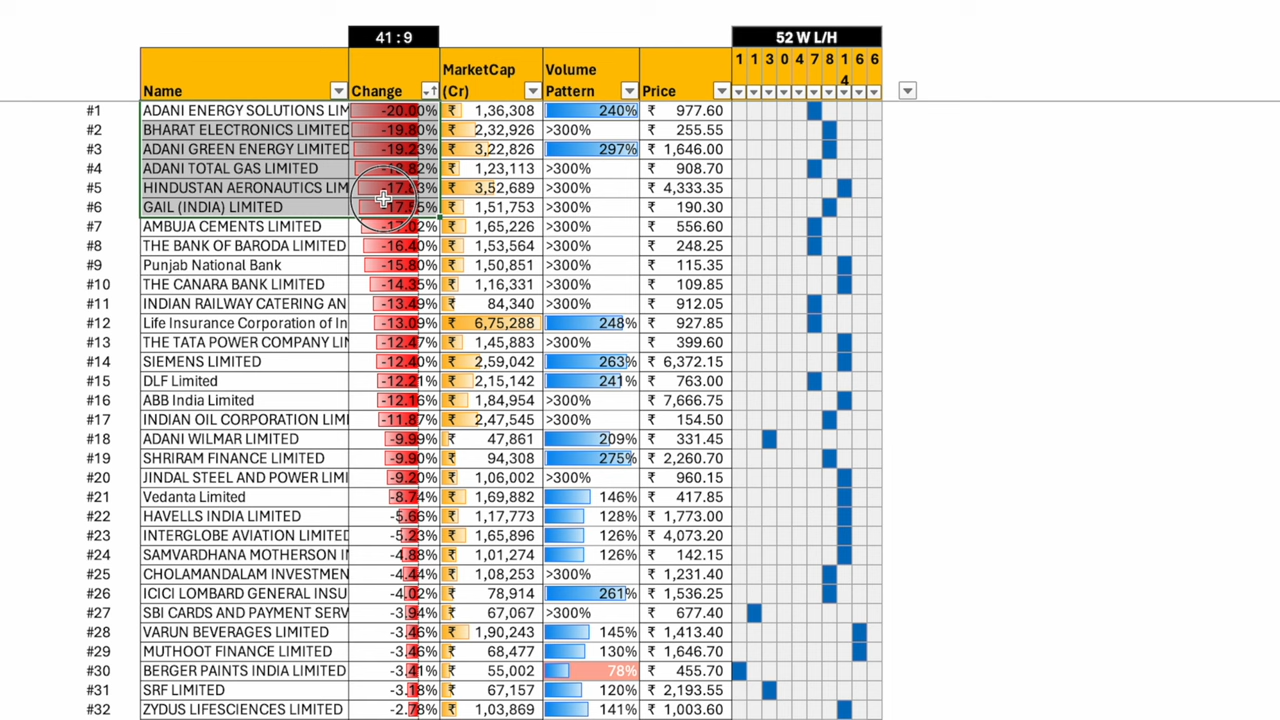 41 : 9 52 W L/H
Name Change MarketCap (Cr) Volume Pattern Price 1 1 3 0 4 7 8 14 6 6
#1 ADANI ENERGY SOLUTIONS LIM -20.00% ₹ 1,36,308 240% ₹ 977.60
#2 BHARAT ELECTRONICS LIMITED -19.80% ₹ 2,32,926 >300% ₹ 255.55
#3 ADANI GREEN ENERGY LIMITED -19.23% ₹ 3,22,826 297% ₹ 1,646.00
#4 ADANI TOTAL GAS LIMITED ₹ 1,23,113 >300% ₹ 908.70
#5 HINDUSTAN AERONAUTICS LIM ₹ 3,52,689 >300% ₹ 4,333.35
#6 GAIL (INDIA) LIMITED ₹ 1,51,753 >300% ₹ 190.30
#7 AMBUJA CEMENTS LIMITED -17.02% ₹ 1,65,226 >300% ₹ 556.60
#8 THE BANK OF BARODA LIMITED -16.40% ₹ 1,53,564 >300% ₹ 248.25
#9 Punjab National Bank -15.80% ₹ 1,50,851 >300% ₹ 115.35
#10 THE CANARA BANK LIMITED -14.35% ₹ 1,16,331 >300% ₹ 109.85
#11 INDIAN RAILWAY CATERING AN -13.49% ₹ 84,340 >300% ₹ 912.05
#12 Life Insurance Corporation of In -13.09% ₹ 6,75,288 248% ₹ 927.85
#13 THE TATA POWER COMPANY LI -12.47% ₹ 1,45,883 >300% ₹ 399.60
#14 SIEMENS LIMITED -12.40% ₹ 2,59,042 263% ₹ 6,372.15
#15 DLF Limited -12.21% ₹ 2,15,142 241% ₹ 763.00
#16 ABB India Limited -12.16% ₹ 1,84,954 >300% ₹ 7,666.75
#17 INDIAN OIL CORPORATION LIMI -11.87% ₹ 2,47,545 >300% ₹ 154.50
#18 ADANI WILMAR LIMITED -9.99% ₹ 47,861 209% ₹ 331.45
#19 SHRIRAM FINANCE LIMITED -9.90% ₹ 94,308 275% ₹ 2,260.70
#20 JINDAL STEEL AND POWER LIMI -9.20% ₹ 1,06,002 >300% ₹ 960.15
#21 Vedanta Limited -8.74% ₹ 1,69,882 146% ₹ 417.85
#22 HAVELLS INDIA LIMITED -5.66% ₹ 1,17,773 128% ₹ 1,773.00
#23 INTERGLOBE AVIATION LIMITED -5.23% ₹ 1,65,896 126% ₹ 4,073.20
#24 SAMVARDHANA MOTHERSON I -4.88% ₹ 1,01,274 126% ₹ 142.15
#25 CHOLAMANDALAM INVESTMEN -4.44% ₹ 1,08,253 >300% ₹ 1,231.40
#26 ICICI LOMBARD GENERAL INSU -4.02% ₹ 78,914 261% ₹ 1,536.25
#27 SBI CARDS AND PAYMENT SERV -3.94% ₹ 67,067 >300% ₹ 677.40
#28 VARUN BEVERAGES LIMITED -3.46% ₹ 1,90,243 145% ₹ 1,413.40
#29 MUTHOOT FINANCE LIMITED -3.46% ₹ 68,477 130% ₹ 1,646.70
#30 BERGER PAINTS INDIA LIMITED -3.41% ₹ 55,002 78% ₹ 455.70
#31 SRF LIMITED -3.18% ₹ 67,157 120% ₹ 2,193.55
#32 ZYDUS LIFESCIENCES LIMITED -2.78% ₹ 1,03,869 141% ₹ 1,003.60